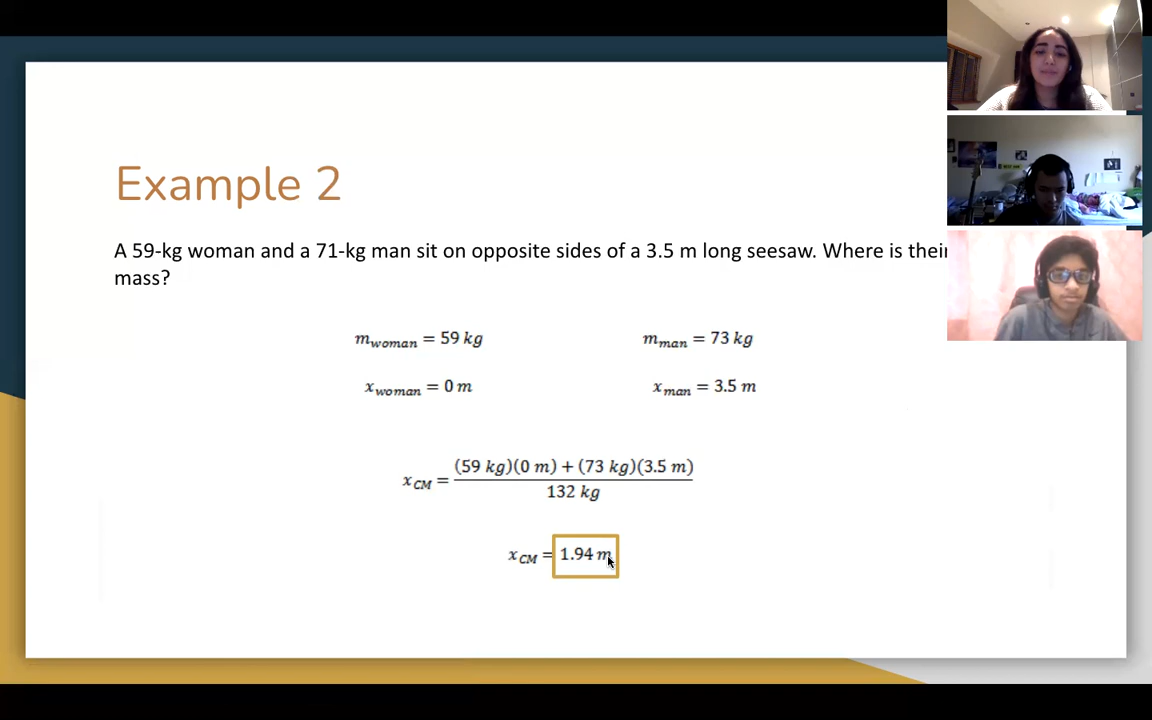 Example 2
A 59-kg woman and a 71-kg man sit on opposite sides of a 3.5 m long seesaw. Where is their
mass?
m_woman = 59 kg
m_man = 73 kg
x_woman = 0 m
x_man = 3.5 m
x_CM = ((59 kg)(0 m) + (73 kg)(3.5 m)) / 132 kg
x_CM = 1.94 m